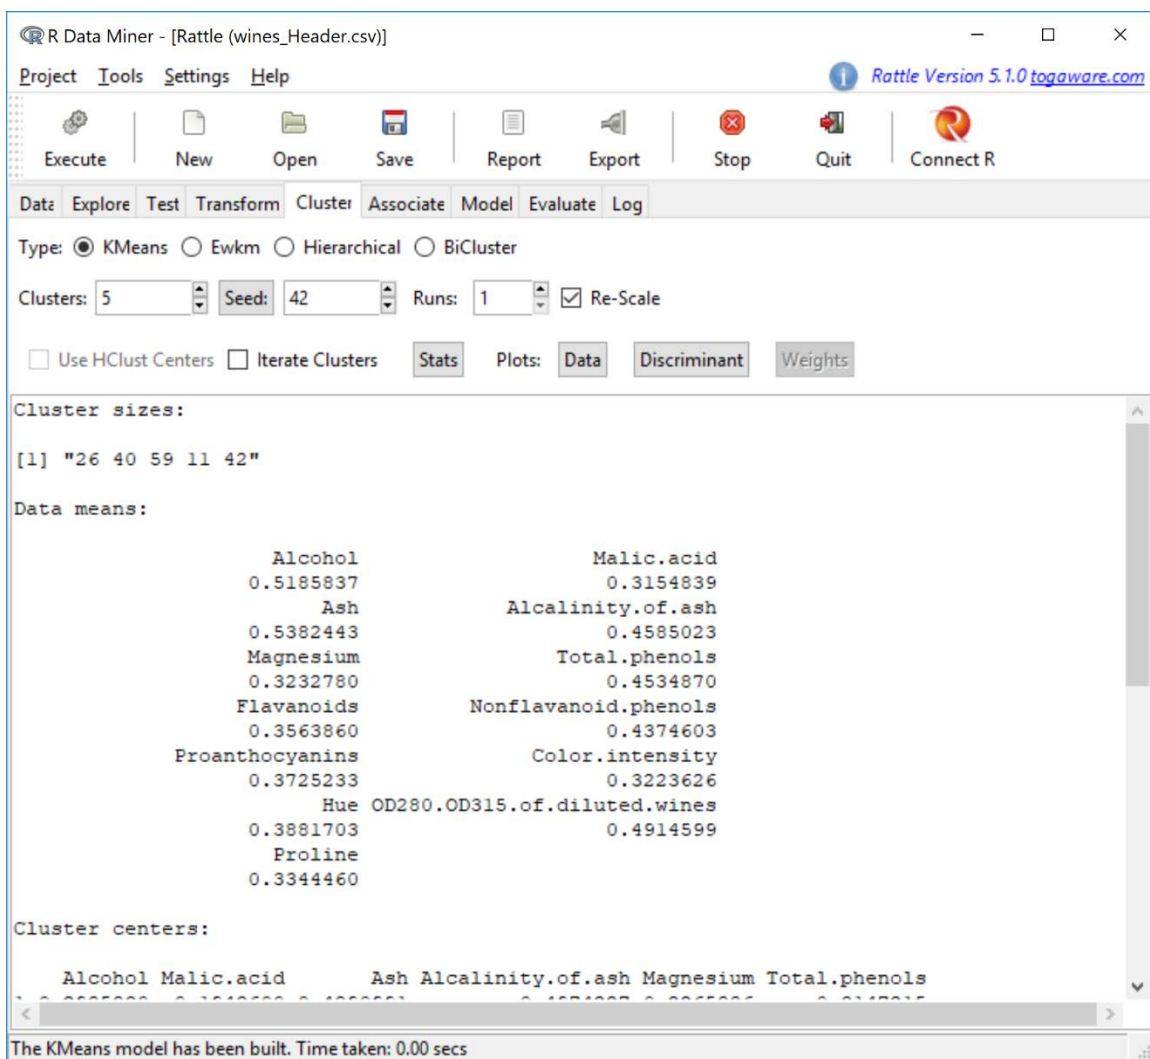 R Data Miner - [Rattle (wines_Header.csv)]
Project Tools Settings Help Rattle Version 5.1.0 togaware.com
Execute New Open Save Report Export Stop Quit Connect R
Data Explore Test Transform Cluster Associate Model Evaluate Log
Type: KMeans Ewkm Hierarchical BiCluster
Clusters: 5 Seed: 42 Runs: 1 Re-Scale
Use HClust Centers Iterate Clusters Stats Plots: Data Discriminant Weights
Cluster sizes:
[1] "26 40 59 11 42"
Data means:
Alcohol Malic.acid
0.5185837 0.3154839
Ash Alcalinity.of.ash
0.5382443 0.4585023
Magnesium Total.phenols
0.3232780 0.4534870
Flavanoids Nonflavanoid.phenols
0.3563860 0.4374603
Proanthocyanins Color.intensity
0.3725233 0.3223626
Hue OD280.OD315.of.diluted.wines
0.3881703 0.4914599
Proline
0.3344460
Cluster centers:
Alcohol Malic.acid Ash Alcalinity.of.ash Magnesium Total.phenols
The KMeans model has been built. Time taken: 0.00 secs